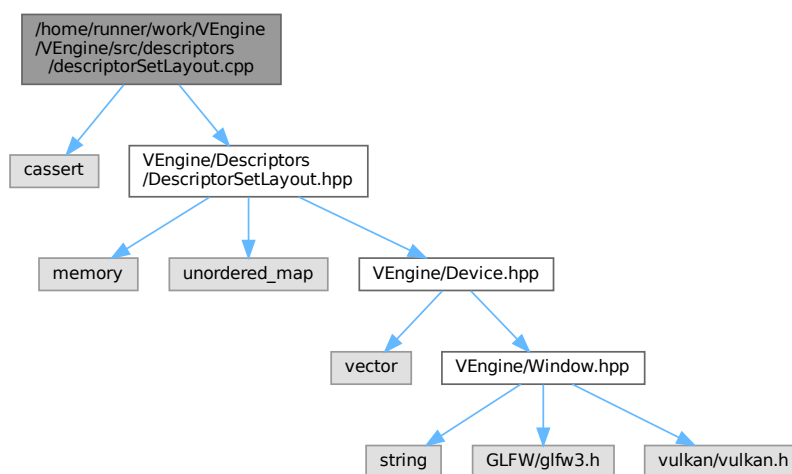 /home/runner/work/VEngine
/VEngine/src/descriptors
/descriptorSetLayout.cpp
cassert
VEngine/Descriptors
/DescriptorSetLayout.hpp
memory
unordered_map
VEngine/Device.hpp
vector
VEngine/Window.hpp
string
GLFW/glfw3.h
vulkan/vulkan.h